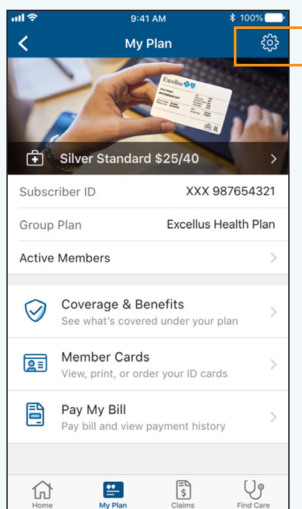 9:41 AM
100%
My Plan
Excellus
Silver Standard $25/40
Subscriber ID
XXX 987654321
Group Plan
Excellus Health Plan
Active Members
Coverage & Benefits
See what's covered under your plan
Member Cards
View, print, or order your ID cards
Pay My Bill
Pay bill and view payment history
Home
My Plan
Claims
Find Care